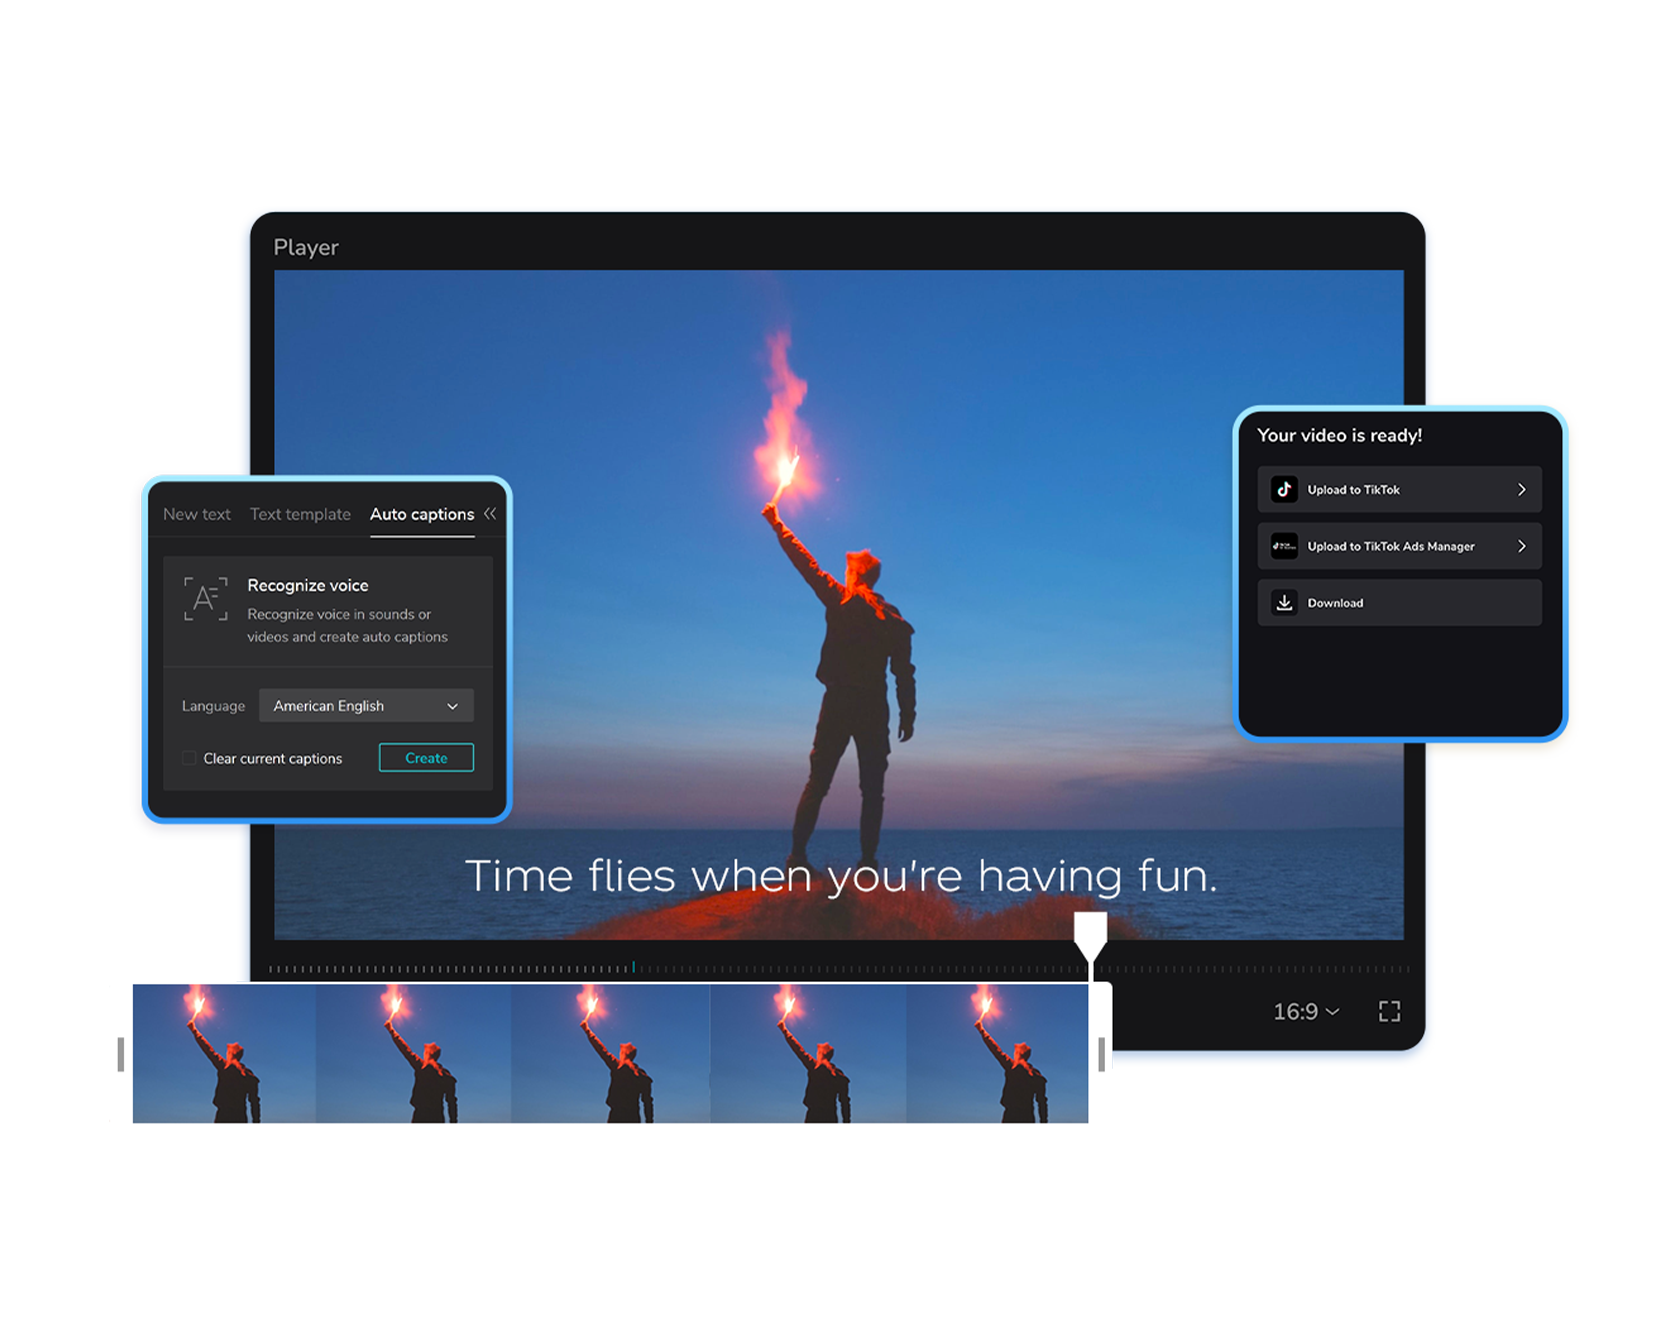 Player
New text
Text template
Auto captions
Recognize voice
Recognize voice in sounds or
videos and create auto captions
Language
American English
Clear current captions
Create
Your video is ready!
Upload to TikTok
Upload to TikTok Ads Manager
Download
Time flies when you're having fun.
16:9